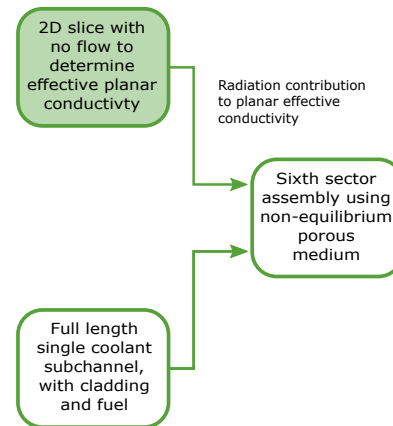 2D slice with
no flow to
determine
effective planar
conductivty
Radiation contribution
to planar effective
conductivity
Sixth sector
assembly using
non-equilibrium
porous
medium
Full length
single coolant
subchannel,
with cladding
and fuel